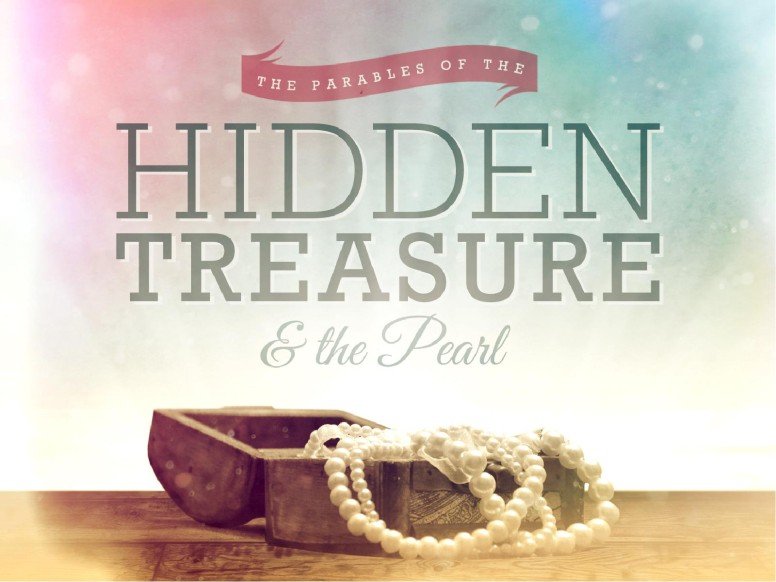 THE PARABLES OF THE
HIDDEN
TREASURE
& the Pearl